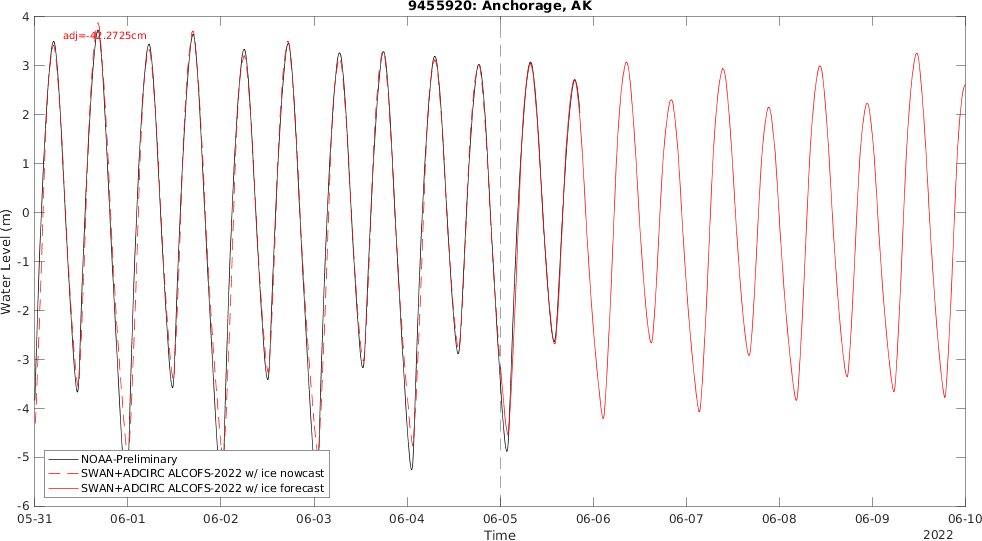 9455920: Anchorage, AK
adj=-42.2725cm
4
3
2
1
0
-1
-2
-3
-4
-5
-6
Water Level (m)
NOAA-Preliminary
SWAN+ADCIRC ALCOFS-2022 w/ ice nowcast
SWAN+ADCIRC ALCOFS-2022 w/ ice forecast
05-31 06-01 06-02 06-03 06-04 06-05 06-06 06-07 06-08 06-09 06-10
Time
2022